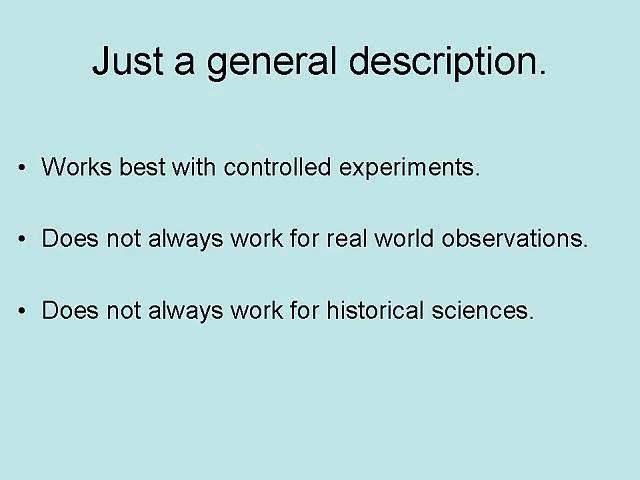 Just a general description.
• Works best with controlled experiments.
• Does not always work for real world observations.
• Does not always work for historical sciences.